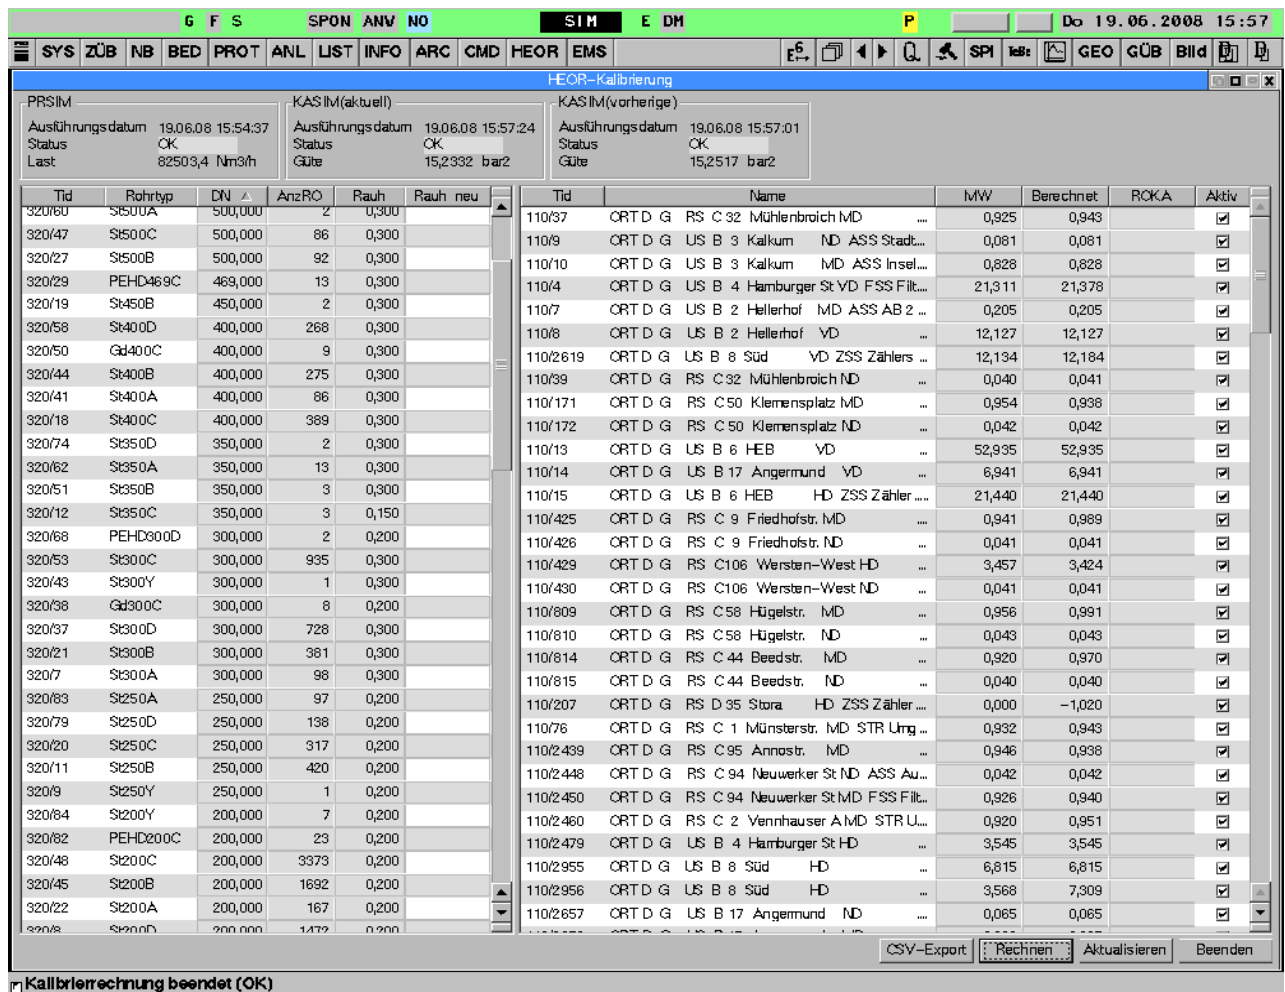 G F S SPON ANW NO SIM E DM P Do 19.06.2008 15:57
SYS ZÜB NB BED PROT ANL LIST INFO ARC CMD HEOR EMS SPI GEO GÜB Bild
HEOR-Kalibrierung
PRSIM KASIM(aktuell) KASIM(vorherige)
Ausführungsdatum 19.06.08 15:54:37 Ausführungsdatum 19.06.08 15:57:24 Ausführungsdatum 19.06.08 15:57:01
Status OK Status OK Status OK
Last 82503,4 Nm3/h Güte 15,2332 bar2 Güte 15,2517 bar2
Tid Rohrtyp DN AnzRO Rauh Rauh neu
320/60 St500A 500,000 2 0,300
320/47 St500C 500,000 86 0,300
320/27 St500B 500,000 92 0,300
320/29 PEHD469C 469,000 13 0,300
320/19 St450B 450,000 2 0,300
320/58 St400D 400,000 268 0,300
320/50 Gd400C 400,000 9 0,300
320/44 St400B 400,000 275 0,300
320/41 St400A 400,000 86 0,300
320/18 St400C 400,000 389 0,300
320/74 St350D 350,000 2 0,300
320/62 St350A 350,000 13 0,300
320/51 St350B 350,000 3 0,300
320/12 St350C 350,000 3 0,150
320/68 PEHD300D 300,000 2 0,200
320/53 St300C 300,000 935 0,300
320/43 St300Y 300,000 1 0,300
320/38 Gd300C 300,000 8 0,200
320/37 St300D 300,000 728 0,300
320/21 St300B 300,000 381 0,300
320/7 St300A 300,000 98 0,300
320/83 St250A 250,000 97 0,200
320/79 St250D 250,000 138 0,200
320/20 St250C 250,000 317 0,200
320/11 St250B 250,000 420 0,200
320/9 St250Y 250,000 1 0,200
320/84 St200Y 200,000 7 0,200
320/82 PEHD200C 200,000 23 0,200
320/48 St200C 200,000 3373 0,200
320/45 St200B 200,000 1692 0,200
320/22 St200A 200,000 167 0,200
320/8 St200D 200,000 1472 0,200
Tid Name MW Berechnet ROKA Aktiv
110/37 ORT D G RS C 32 Mühlenbroich MD .... 0,925 0,943
110/9 ORT D G US B 3 Kalkum ND ASS Stadt... 0,081 0,081
110/10 ORT D G US B 3 Kalkum MD ASS Insel.... 0,828 0,828
110/4 ORT D G US B 4 Hamburger St VD FSS Filt... 21,311 21,378
110/7 ORT D G US B 2 Hellerhof MD ASS AB 2 ... 0,205 0,205
110/8 ORT D G US B 2 Hellerhof VD ... 12,127 12,127
110/2619 ORT D G US B 8 Süd VD ZSS Zählers ... 12,134 12,184
110/39 ORT D G RS C 32 Mühlenbroich ND ... 0,040 0,041
110/171 ORT D G RS C 50 Klemensplatz MD ... 0,954 0,938
110/172 ORT D G RS C 50 Klemensplatz ND ... 0,042 0,042
110/13 ORT D G US B 6 HEB VD ... 52,935 52,935
110/14 ORT D G US B 17 Angermund VD ... 6,941 6,941
110/15 ORT D G US B 6 HEB HD ZSS Zähler ..... 21,440 21,440
110/425 ORT D G RS C 9 Friedhofstr. MD .... 0,941 0,989
110/426 ORT D G RS C 9 Friedhofstr. ND ... 0,041 0,041
110/429 ORT D G RS C106 Wersten-West HD ... 3,457 3,424
110/430 ORT D G RS C106 Wersten-West ND ... 0,041 0,041
110/809 ORT D G RS C 58 Hügelstr. MD ... 0,956 0,991
110/810 ORT D G RS C 58 Hügelstr. ND ... 0,043 0,043
110/814 ORT D G RS C 44 Beedstr. MD ... 0,920 0,970
110/815 ORT D G RS C 44 Beedstr. ND ... 0,040 0,040
110/207 ORT D G RS D 35 Stora HD ZSS Zähler .... 0,000 -1,020
110/76 ORT D G RS C 1 Münsterstr. MD STR Umg ... 0,932 0,943
110/2439 ORT D G RS C 95 Annostr. MD ... 0,946 0,938
110/2448 ORT D G RS C 94 Neuwerker St ND ASS Au... 0,042 0,042
110/2450 ORT D G RS C 94 Neuwerker St MD FSS Filt... 0,926 0,940
110/2460 ORT D G RS C 2 Vennhauser A MD STR U.... 0,920 0,951
110/2479 ORT D G US B 4 Hamburger St HD ... 3,545 3,545
110/2955 ORT D G US B 8 Süd HD ... 6,815 6,815
110/2956 ORT D G US B 8 Süd HD ... 3,568 7,309
110/2657 ORT D G US B 17 Angermund ND .... 0,065 0,065
CSV-Export Rechnen Aktualisieren Beenden
Kalibrierrechnung beendet (OK)